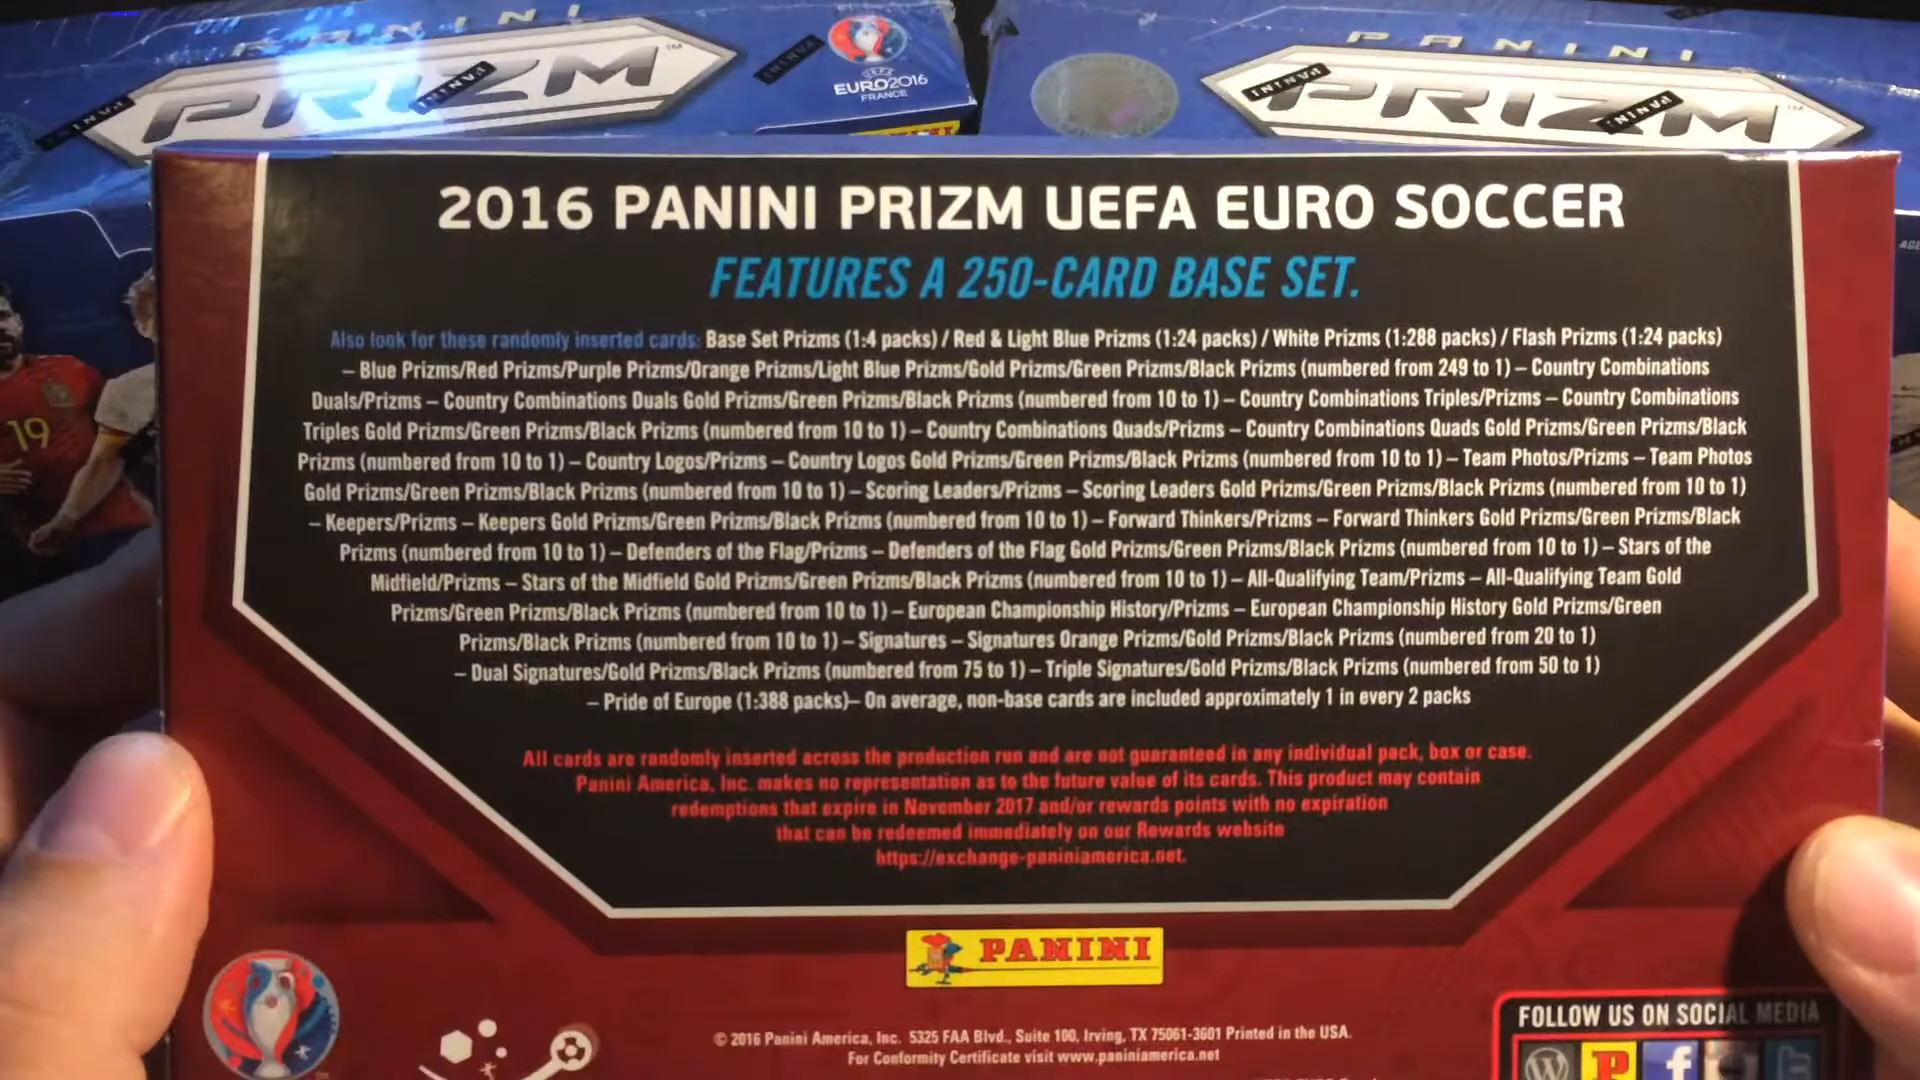 PANINI
PRIZM
PANINI
PANINI
PANINI
UEFA
EURO2016
FRANCE
PANINI
PRIZM
PANINI
PANINI
2016 PANINI PRIZM UEFA EURO SOCCER
FEATURES A 250-CARD BASE SET.
Also look for these randomly inserted cards: Base Set Prizms (1:4 packs) / Red & Light Blue Prizms (1:24 packs) / White Prizms (1:288 packs) / Flash Prizms (1:24 packs)
– Blue Prizms/Red Prizms/Purple Prizms/Orange Prizms/Light Blue Prizms/Gold Prizms/Green Prizms/Black Prizms (numbered from 249 to 1) – Country Combinations
Duals/Prizms – Country Combinations Duals Gold Prizms/Green Prizms/Black Prizms (numbered from 10 to 1) – Country Combinations Triples/Prizms – Country Combinations
Triples Gold Prizms/Green Prizms/Black Prizms (numbered from 10 to 1) – Country Combinations Quads/Prizms – Country Combinations Quads Gold Prizms/Green Prizms/Black
Prizms (numbered from 10 to 1) – Country Logos/Prizms – Country Logos Gold Prizms/Green Prizms/Black Prizms (numbered from 10 to 1) – Team Photos/Prizms – Team Photos
Gold Prizms/Green Prizms/Black Prizms (numbered from 10 to 1) – Scoring Leaders/Prizms – Scoring Leaders Gold Prizms/Green Prizms/Black Prizms (numbered from 10 to 1)
– Keepers/Prizms – Keepers Gold Prizms/Green Prizms/Black Prizms (numbered from 10 to 1) – Forward Thinkers/Prizms – Forward Thinkers Gold Prizms/Green Prizms/Black
Prizms (numbered from 10 to 1) – Defenders of the Flag/Prizms – Defenders of the Flag Gold Prizms/Green Prizms/Black Prizms (numbered from 10 to 1) – Stars of the
Midfield/Prizms – Stars of the Midfield Gold Prizms/Green Prizms/Black Prizms (numbered from 10 to 1) – All-Qualifying Team/Prizms – All-Qualifying Team Gold
Prizms/Green Prizms/Black Prizms (numbered from 10 to 1) – European Championship History/Prizms – European Championship History Gold Prizms/Green
Prizms/Black Prizms (numbered from 10 to 1) – Signatures – Signatures Orange Prizms/Gold Prizms/Black Prizms (numbered from 20 to 1)
– Dual Signatures/Gold Prizms/Black Prizms (numbered from 75 to 1) – Triple Signatures/Gold Prizms/Black Prizms (numbered from 50 to 1)
– Pride of Europe (1:388 packs)– On average, non-base cards are included approximately 1 in every 2 packs
All cards are randomly inserted across the production run and are not guaranteed in any individual pack, box or case.
Panini America, Inc. makes no representation as to the future value of its cards. This product may contain
redemptions that expire in November 2017 and/or rewards points with no expiration
that can be redeemed immediately on our Rewards website
https://exchange-paniniamerica.net.
19
PANINI
© 2016 Panini America, Inc. 5325 FAA Blvd., Suite 100, Irving, TX 75061-3601 Printed in the USA.
For Conformity Certificate visit www.paniniamerica.net
FOLLOW US ON SOCIAL MEDIA